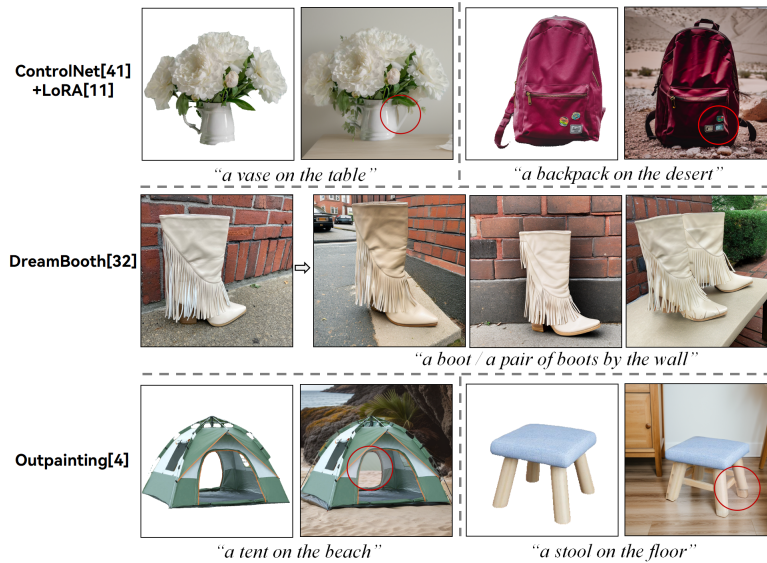 ControlNet[41]
+LoRA[11]
“a vase on the table”
“a backpack on the desert”
DreamBooth[32]
“a boot / a pair of boots by the wall”
Outpainting[4]
“a tent on the beach”
“a stool on the floor”